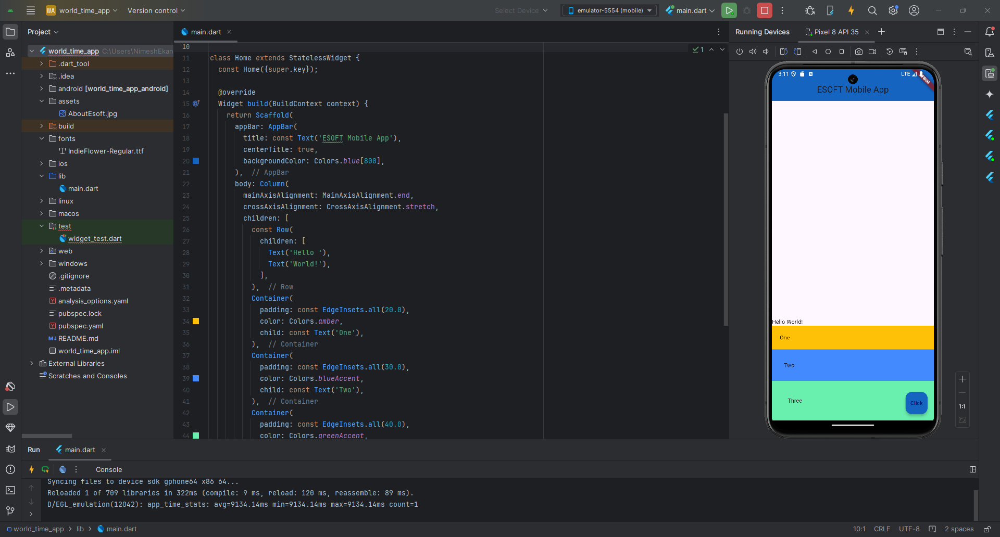 WA world_time_app Version control Select Device emulator-5554 (mobile) main.dart
Project
world_time_app C:\Users\NimeshEkan
.dart_tool
.idea
android [world_time_app_android]
assets
AboutEsoft.jpg
build
fonts
IndieFlower-Regular.ttf
ios
lib
main.dart
linux
macos
test
widget_test.dart
web
windows
.gitignore
.metadata
analysis_options.yaml
pubspec.lock
pubspec.yaml
README.md
world_time_app.iml
External Libraries
Scratches and Consoles
main.dart
1
10
11 class Home extends StatelessWidget {
12 const Home({super.key});
13
14 @override
15 Widget build(BuildContext context) {
16 return Scaffold(
17 appBar: AppBar(
18 title: const Text('ESOFT Mobile App'),
19 centerTitle: true,
20 backgroundColor: Colors.blue[800],
21 ), // AppBar
22 body: Column(
23 mainAxisAlignment: MainAxisAlignment.end,
24 crossAxisAlignment: CrossAxisAlignment.stretch,
25 children: [
26 const Row(
27 children: [
28 Text('Hello '),
29 Text('World!'),
30 ],
31 ), // Row
32 Container(
33 padding: const EdgeInsets.all(20.0),
34 color: Colors.amber,
35 child: const Text('One'),
36 ), // Container
37 Container(
38 padding: const EdgeInsets.all(30.0),
39 color: Colors.blueAccent,
40 child: const Text('Two'),
41 ), // Container
42 Container(
43 padding: const EdgeInsets.all(40.0),
44 color: Colors.greenAccent,
Running Devices Pixel 8 API 35
3:11 LTE
DEBUG
ESOFT Mobile App
Hello World!
One
Two
Three
Click
1:1
Run main.dart
Console
Syncing files to device sdk gphone64 x86 64...
Reloaded 1 of 709 libraries in 322ms (compile: 9 ms, reload: 120 ms, reassemble: 89 ms).
D/EGL_emulation(12042): app_time_stats: avg=9134.14ms min=9134.14ms max=9134.14ms count=1
world_time_app > lib > main.dart
10:1 CRLF UTF-8 2 spaces